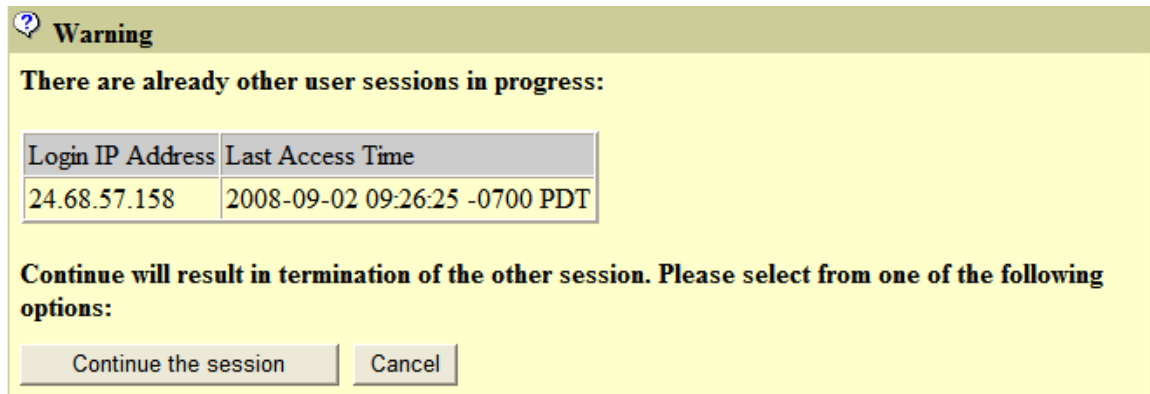 Warning
There are already other user sessions in progress:
Login IP Address Last Access Time
24.68.57.158 2008-09-02 09:26:25 -0700 PDT
Continue will result in termination of the other session. Please select from one of the following
options:
Continue the session Cancel